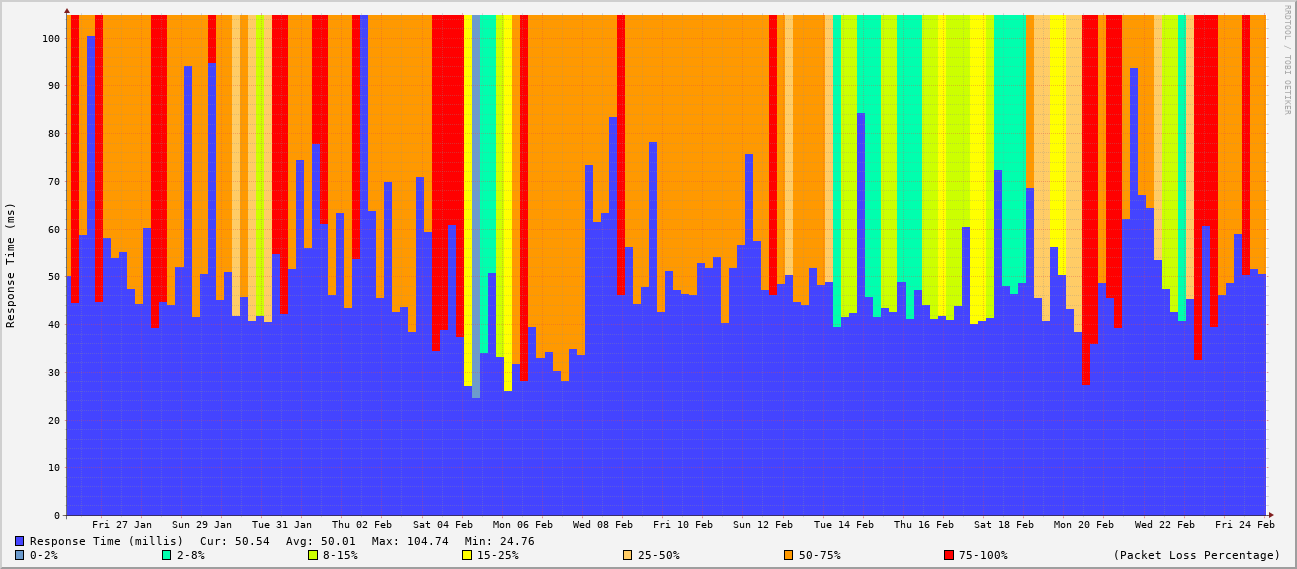 RRDTOOL / TOBI OETIKER
Response Time (ms)
100
90
80
70
60
50
40
30
20
10
0
Fri 27 Jan Sun 29 Jan Tue 31 Jan Thu 02 Feb Sat 04 Feb Mon 06 Feb Wed 08 Feb Fri 10 Feb Sun 12 Feb Tue 14 Feb Thu 16 Feb Sat 18 Feb Mon 20 Feb Wed 22 Feb Fri 24 Feb
Response Time (millis) Cur: 50.54 Avg: 50.01 Max: 104.74 Min: 24.76
0-2% 2-8% 8-15% 15-25% 25-50% 50-75% 75-100% (Packet Loss Percentage)